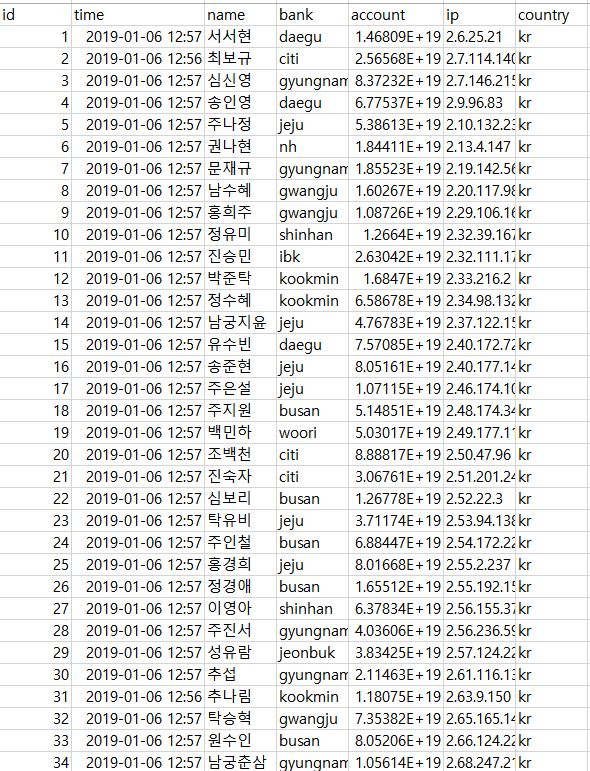 id time name bank account ip country
1 2019-01-06 12:57 서서현 daegu 1.46809E+19 2.6.25.21 kr
2 2019-01-06 12:56 최보규 citi 2.56568E+19 2.7.114.140 kr
3 2019-01-06 12:57 심신영 gyungnam 8.37232E+19 2.7.146.215 kr
4 2019-01-06 12:57 송인영 daegu 6.77537E+19 2.9.96.83 kr
5 2019-01-06 12:57 주나정 jeju 5.38613E+19 2.10.132.23 kr
6 2019-01-06 12:57 권나현 nh 1.84411E+19 2.13.4.147 kr
7 2019-01-06 12:57 문재규 gyungnam 1.85523E+19 2.19.142.56 kr
8 2019-01-06 12:57 남수혜 gwangju 1.60267E+19 2.20.117.98 kr
9 2019-01-06 12:57 홍희주 gwangju 1.08726E+19 2.29.106.16 kr
10 2019-01-06 12:57 정유미 shinhan 1.2664E+19 2.32.39.167 kr
11 2019-01-06 12:57 진승민 ibk 2.63042E+19 2.32.111.17 kr
12 2019-01-06 12:57 박준탁 kookmin 1.6847E+19 2.33.216.2 kr
13 2019-01-06 12:57 정수혜 kookmin 6.58678E+19 2.34.98.132 kr
14 2019-01-06 12:57 남궁지윤 jeju 4.76783E+19 2.37.122.15 kr
15 2019-01-06 12:57 유수빈 daegu 7.57085E+19 2.40.172.72 kr
16 2019-01-06 12:57 송준현 jeju 8.05161E+19 2.40.177.14 kr
17 2019-01-06 12:57 주은설 jeju 1.07115E+19 2.46.174.10 kr
18 2019-01-06 12:57 주지원 busan 5.14851E+19 2.48.174.34 kr
19 2019-01-06 12:57 백민하 woori 5.03017E+19 2.49.177.11 kr
20 2019-01-06 12:57 조백천 citi 8.88817E+19 2.50.47.96 kr
21 2019-01-06 12:57 진숙자 citi 3.06761E+19 2.51.201.24 kr
22 2019-01-06 12:57 심보리 busan 1.26778E+19 2.52.22.3 kr
23 2019-01-06 12:57 탁유비 jeju 3.71174E+19 2.53.94.138 kr
24 2019-01-06 12:57 주인철 busan 6.88447E+19 2.54.172.22 kr
25 2019-01-06 12:57 홍경희 jeju 8.01668E+19 2.55.2.237 kr
26 2019-01-06 12:57 정경애 busan 1.65512E+19 2.55.192.15 kr
27 2019-01-06 12:57 이영아 shinhan 6.37834E+19 2.56.155.37 kr
28 2019-01-06 12:57 주진서 gyungnam 4.03606E+19 2.56.236.59 kr
29 2019-01-06 12:57 성유람 jeonbuk 3.83425E+19 2.57.124.22 kr
30 2019-01-06 12:57 추섭 gyungnam 2.11463E+19 2.61.116.13 kr
31 2019-01-06 12:56 추나림 kookmin 1.18075E+19 2.63.9.150 kr
32 2019-01-06 12:57 탁승혁 gwangju 7.35382E+19 2.65.165.14 kr
33 2019-01-06 12:57 원수인 busan 8.05206E+19 2.66.124.22 kr
34 2019-01-06 12:57 남궁춘삼 gyungnam 1.05614E+19 2.68.247.21 kr